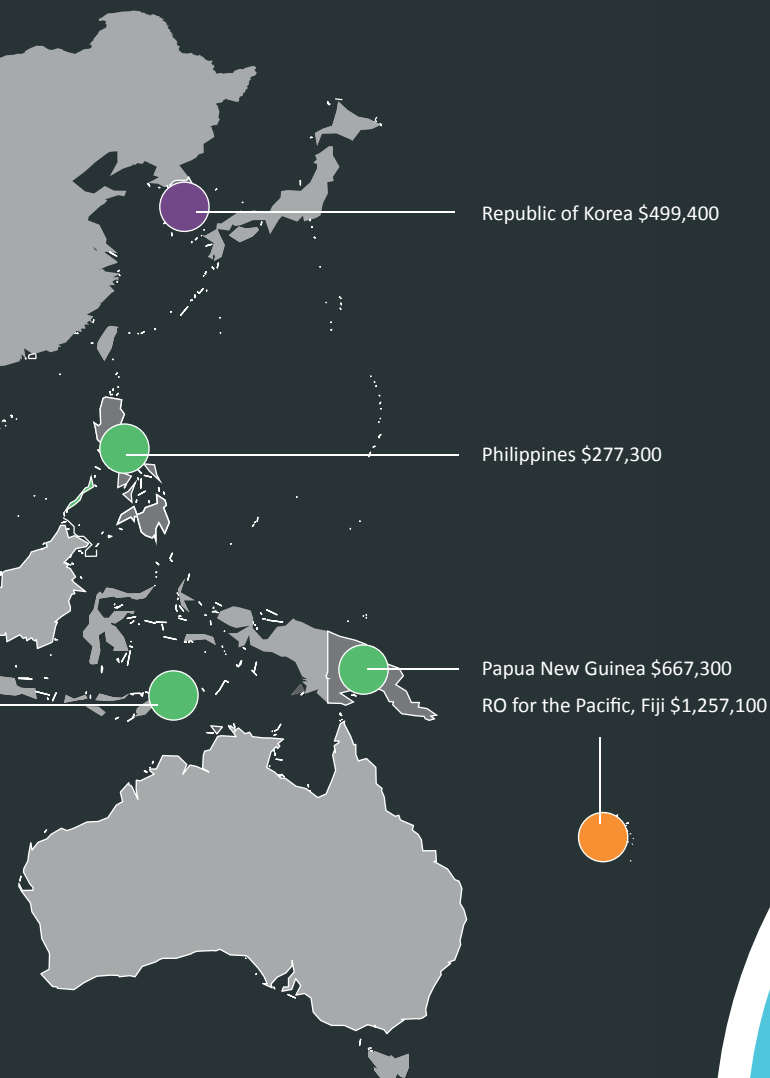 Republic of Korea $499,400
Philippines $277,300
Papua New Guinea $667,300
RO for the Pacific, Fiji $1,257,100